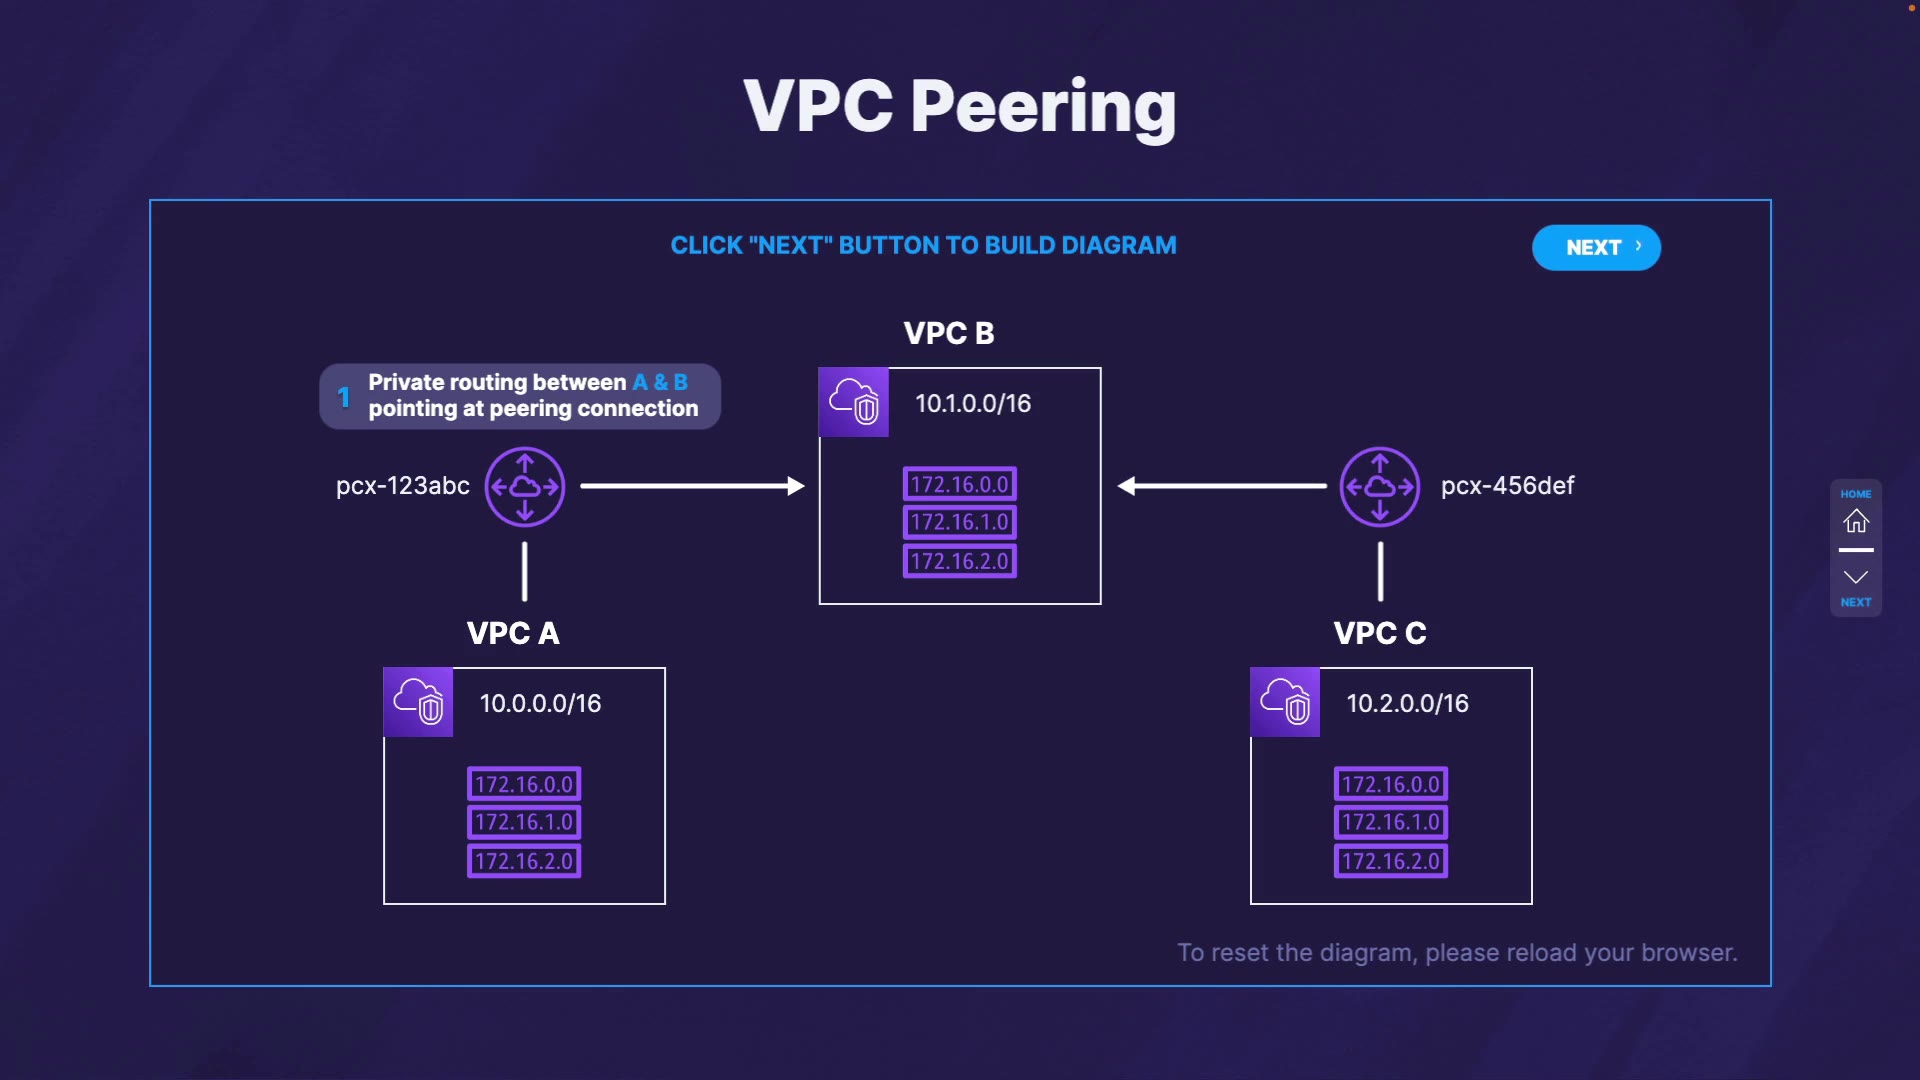 VPC Peering
CLICK "NEXT" BUTTON TO BUILD DIAGRAM
NEXT
VPC B
1
Private routing between A & B
pointing at peering connection
10.1.0.0/16
pcx-123abc
172.16.0.0
172.16.1.0
172.16.2.0
pcx-456def
HOME
NEXT
VPC A
10.0.0.0/16
172.16.0.0
172.16.1.0
172.16.2.0
VPC C
10.2.0.0/16
172.16.0.0
172.16.1.0
172.16.2.0
To reset the diagram, please reload your browser.